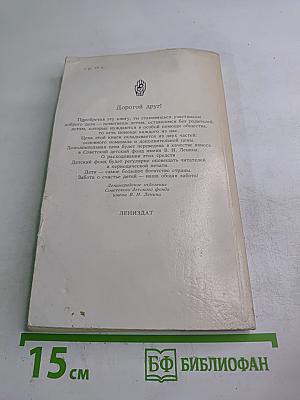 Дорогой друг!
Приобретая эту книгу, ты становишься участником
доброго дела — помогаешь детям, оставшимся без родителей,
детям, которые нуждаются в особой помощи общества,
то есть помощи каждого из нас.
Цена этой книги складывается из двух частей:
основного номинала и дополнительной цены.
Дополнительная цена будет переведена в качестве взноса
в Советский детский фонд имени В. И. Ленина.
О расходовании этих средств
Детский фонд будет регулярно оповещать читателей
в периодической печати.
Дети — самое большое богатство страны.
Забота о счастье детей — наша общая забота!
Ленинградское отделение
Советского детского фонда
имени В. И. Ленина
ЛЕНИЗДАТ
15 см
БФ БИБЛИОФАН